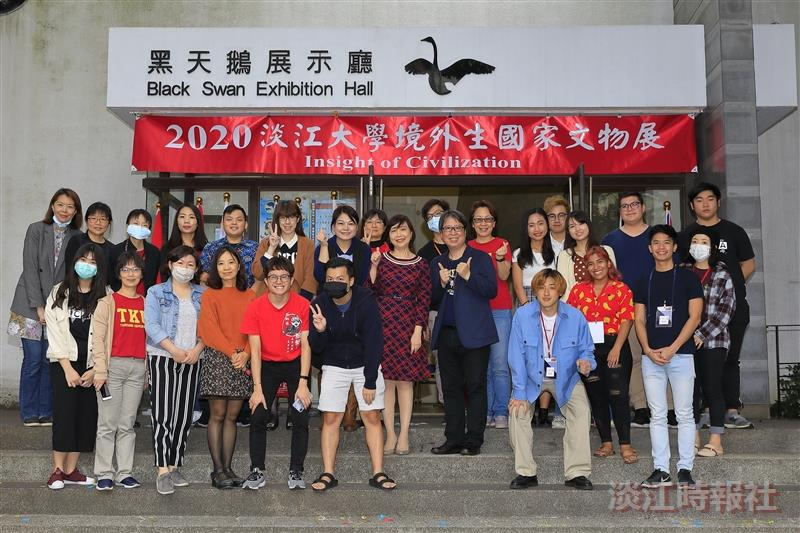 黑天鵝展示廳
Black Swan Exhibition Hall
2020淡江大學境外生國家文物展
Insight of Civilization
TKU
淡江時報社